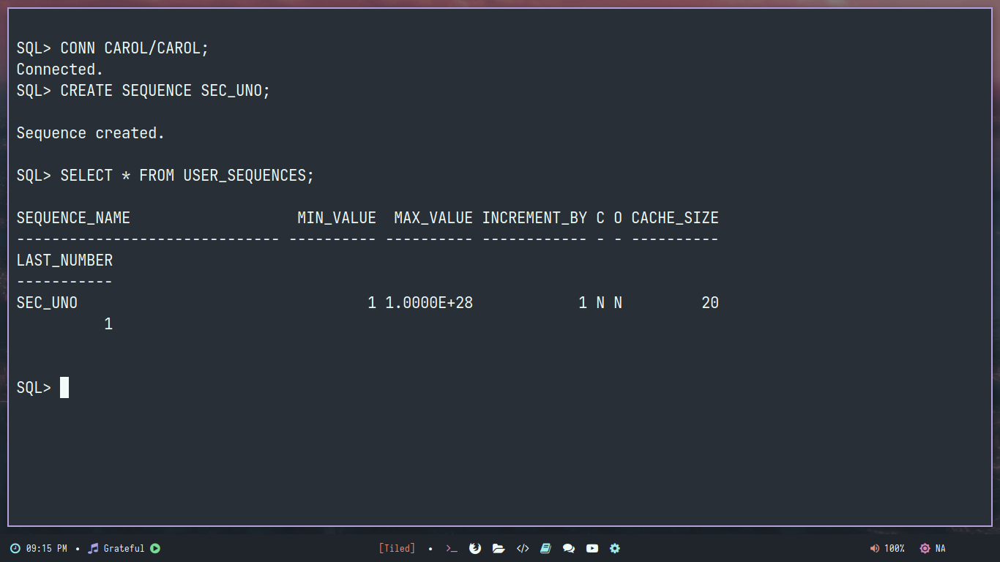 SQL> CONN CAROL/CAROL;
Connected.
SQL> CREATE SEQUENCE SEC_UNO;
Sequence created.
SQL> SELECT * FROM USER_SEQUENCES;
SEQUENCE_NAME                   MIN_VALUE  MAX_VALUE INCREMENT_BY C O CACHE_SIZE
------------------------------ ---------- ---------- ------------ - - ----------
LAST_NUMBER
-----------
SEC_UNO                                 1 1.0000E+28            1 N N         20
          1
SQL>
09:15 PM • Grateful [Tiled] • >_ </> 100% NA